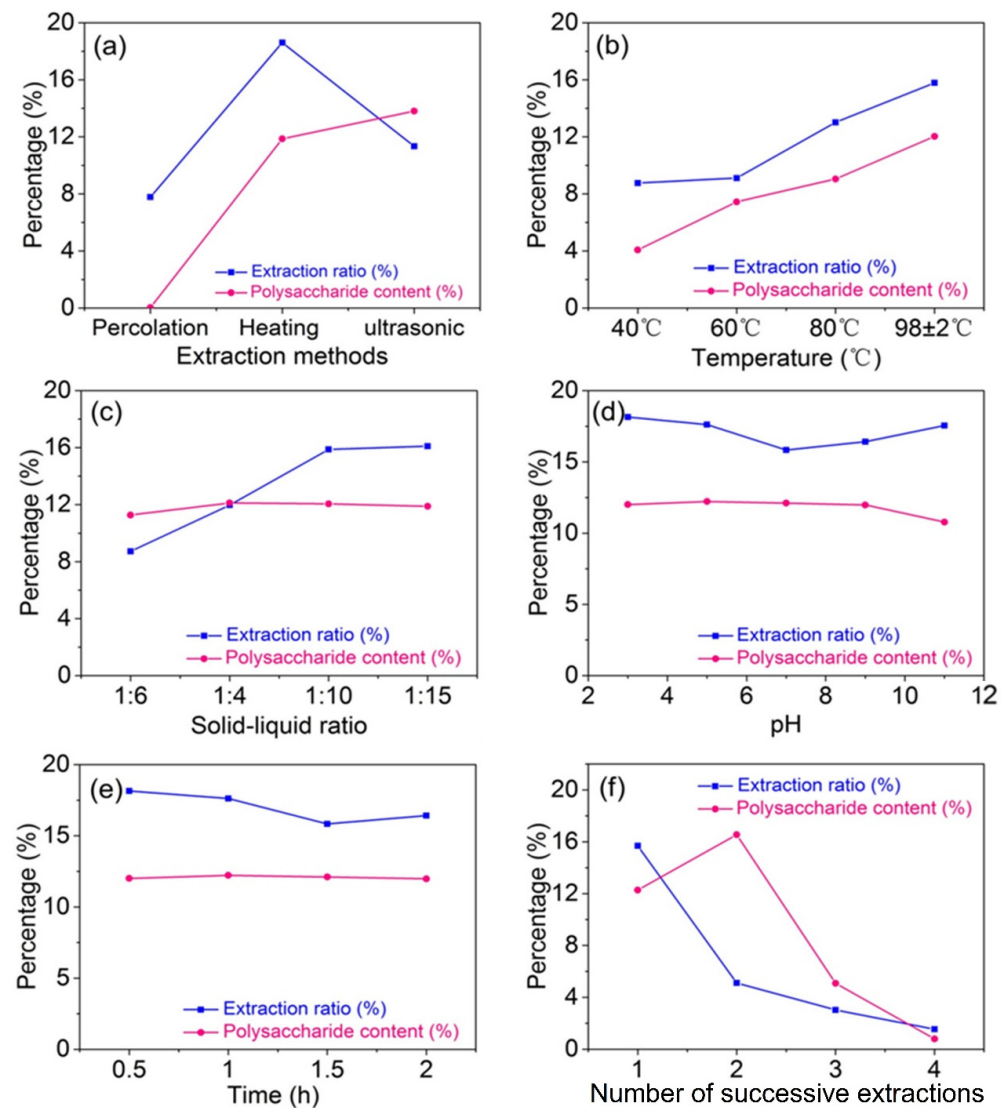 (a)
20
16
12
8
4
0
Percentage (%)
Extraction ratio (%)
Polysaccharide content (%)
Percolation Heating ultrasonic
Extraction methods
(b)
20
16
12
8
4
0
Percentage (%)
Extraction ratio (%)
Polysaccharide content (%)
40℃ 60℃ 80℃ 98±2℃
Temperature (℃)
(c)
20
16
12
8
4
0
Percentage (%)
Extraction ratio (%)
Polysaccharide content (%)
1:6 1:4 1:10 1:15
Solid-liquid ratio
(d)
20
15
10
5
0
Percentage (%)
Extraction ratio (%)
Polysaccharide content (%)
2 4 6 8 10 12
pH
(e)
20
15
10
5
0
Percentage (%)
Extraction ratio (%)
Polysaccharide content (%)
0.5 1 1.5 2
Time (h)
(f)
20
16
12
8
4
0
Percentage (%)
Extraction ratio (%)
Polysaccharide content (%)
1 2 3 4
Number of successive extractions